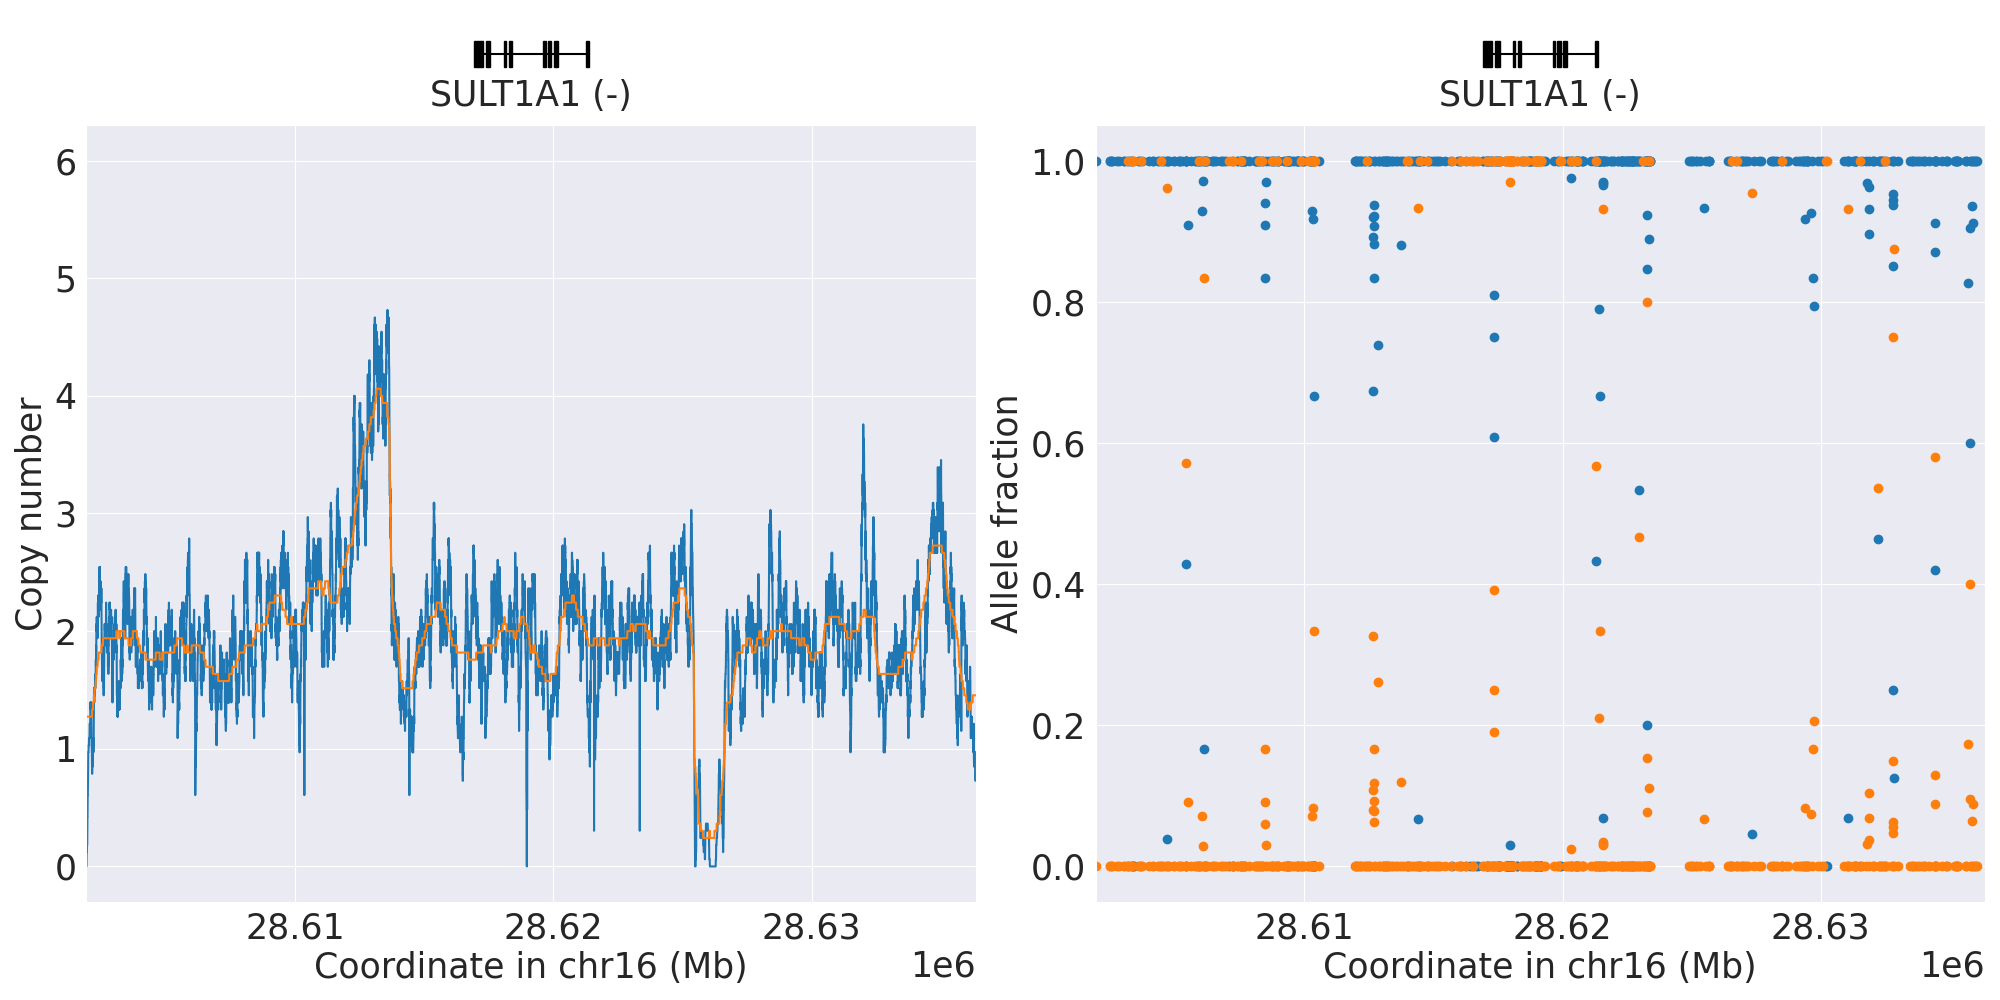 SULT1A1 (-)
Copy number
6
5
4
3
2
1
0
28.61
28.62
28.63
Coordinate in chr16 (Mb)
1e6
SULT1A1 (-)
Allele fraction
1.0
0.8
0.6
0.4
0.2
0.0
28.61
28.62
28.63
Coordinate in chr16 (Mb)
1e6